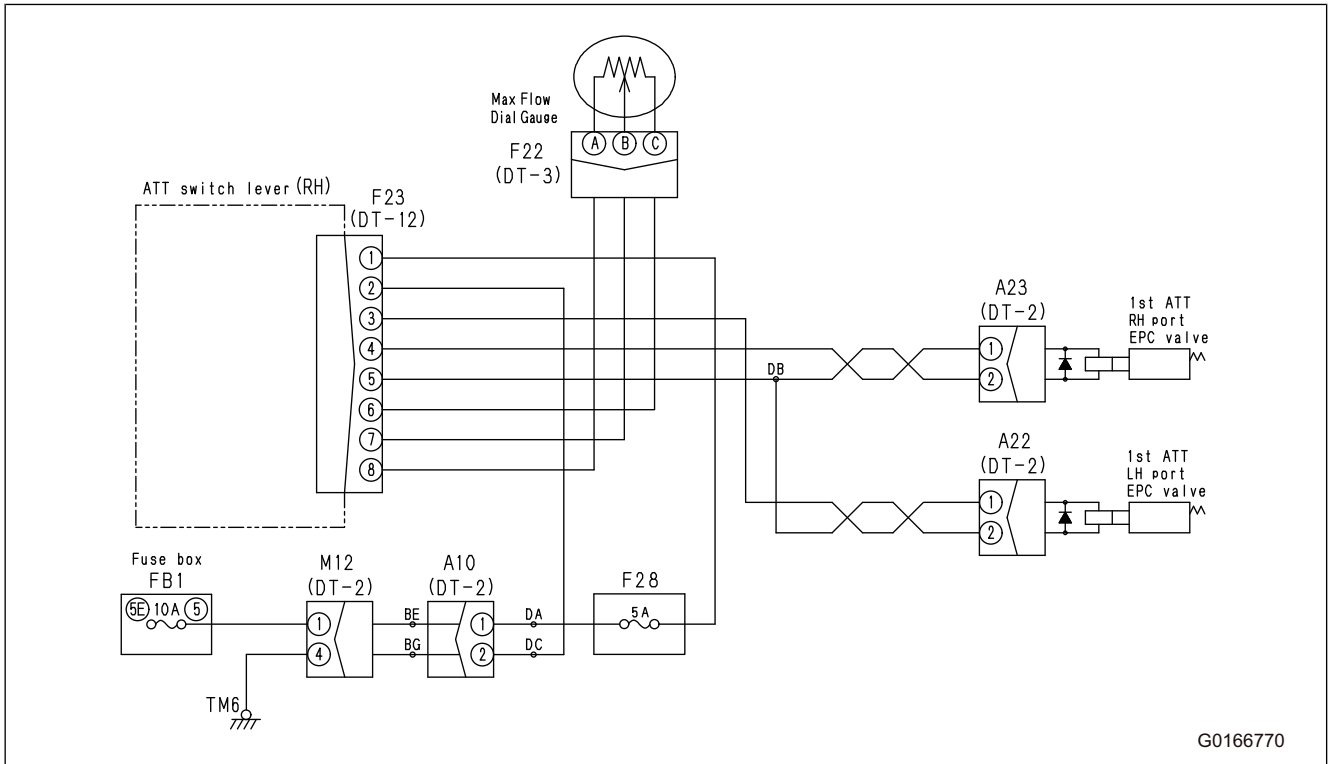 Max Flow
Dial Gauge
F22
(DT-3)
A B C
ATT switch lever(RH)
F23
(DT-12)
1
2
3
4
5
6
7
8
DB
A23
(DT-2)
1
2
1st ATT
RH port
EPC valve
A22
(DT-2)
1
2
1st ATT
LH port
EPC valve
Fuse box
FB1
5E 10A 5
M12
(DT-2)
1
4
BE
BG
A10
(DT-2)
1
2
DA
DC
F28
5A
TM6
G0166770